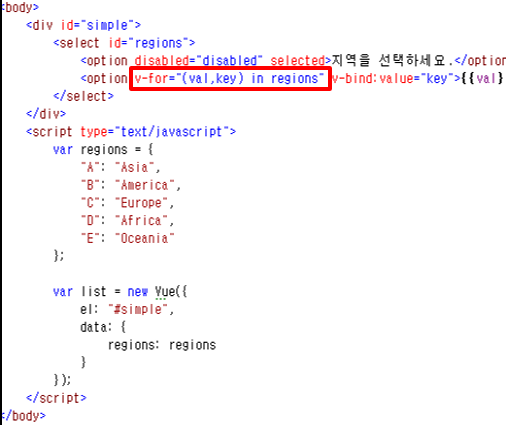 <body>
<div id="simple">
<select id="regions">
<option disabled="disabled" selected>지역을 선택하세요.</option
<option v-for="(val,key) in regions" v-bind:value="key">{{val}
</select>
</div>
<script type="text/javascript">
var regions = {
"A": "Asia",
"B": "America",
"C": "Europe",
"D": "Africa",
"E": "Oceania"
};
var list = new Vue({
el: "#simple",
data: {
regions: regions
}
});
</script>
</body>